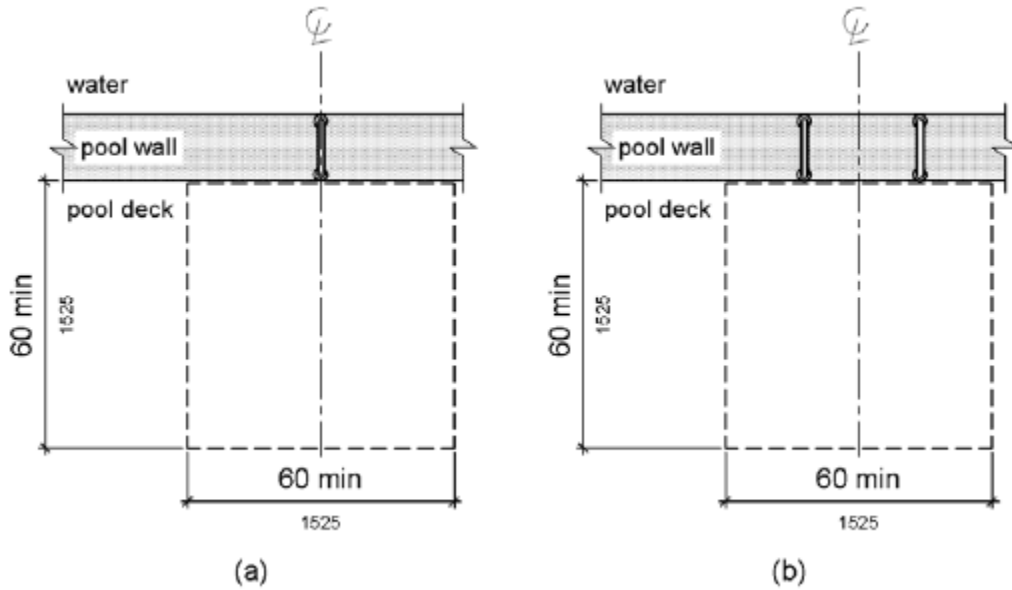 ℄
water
pool wall
pool deck
60 min
1525
60 min
1525
(a)
℄
water
pool wall
pool deck
60 min
1525
60 min
1525
(b)